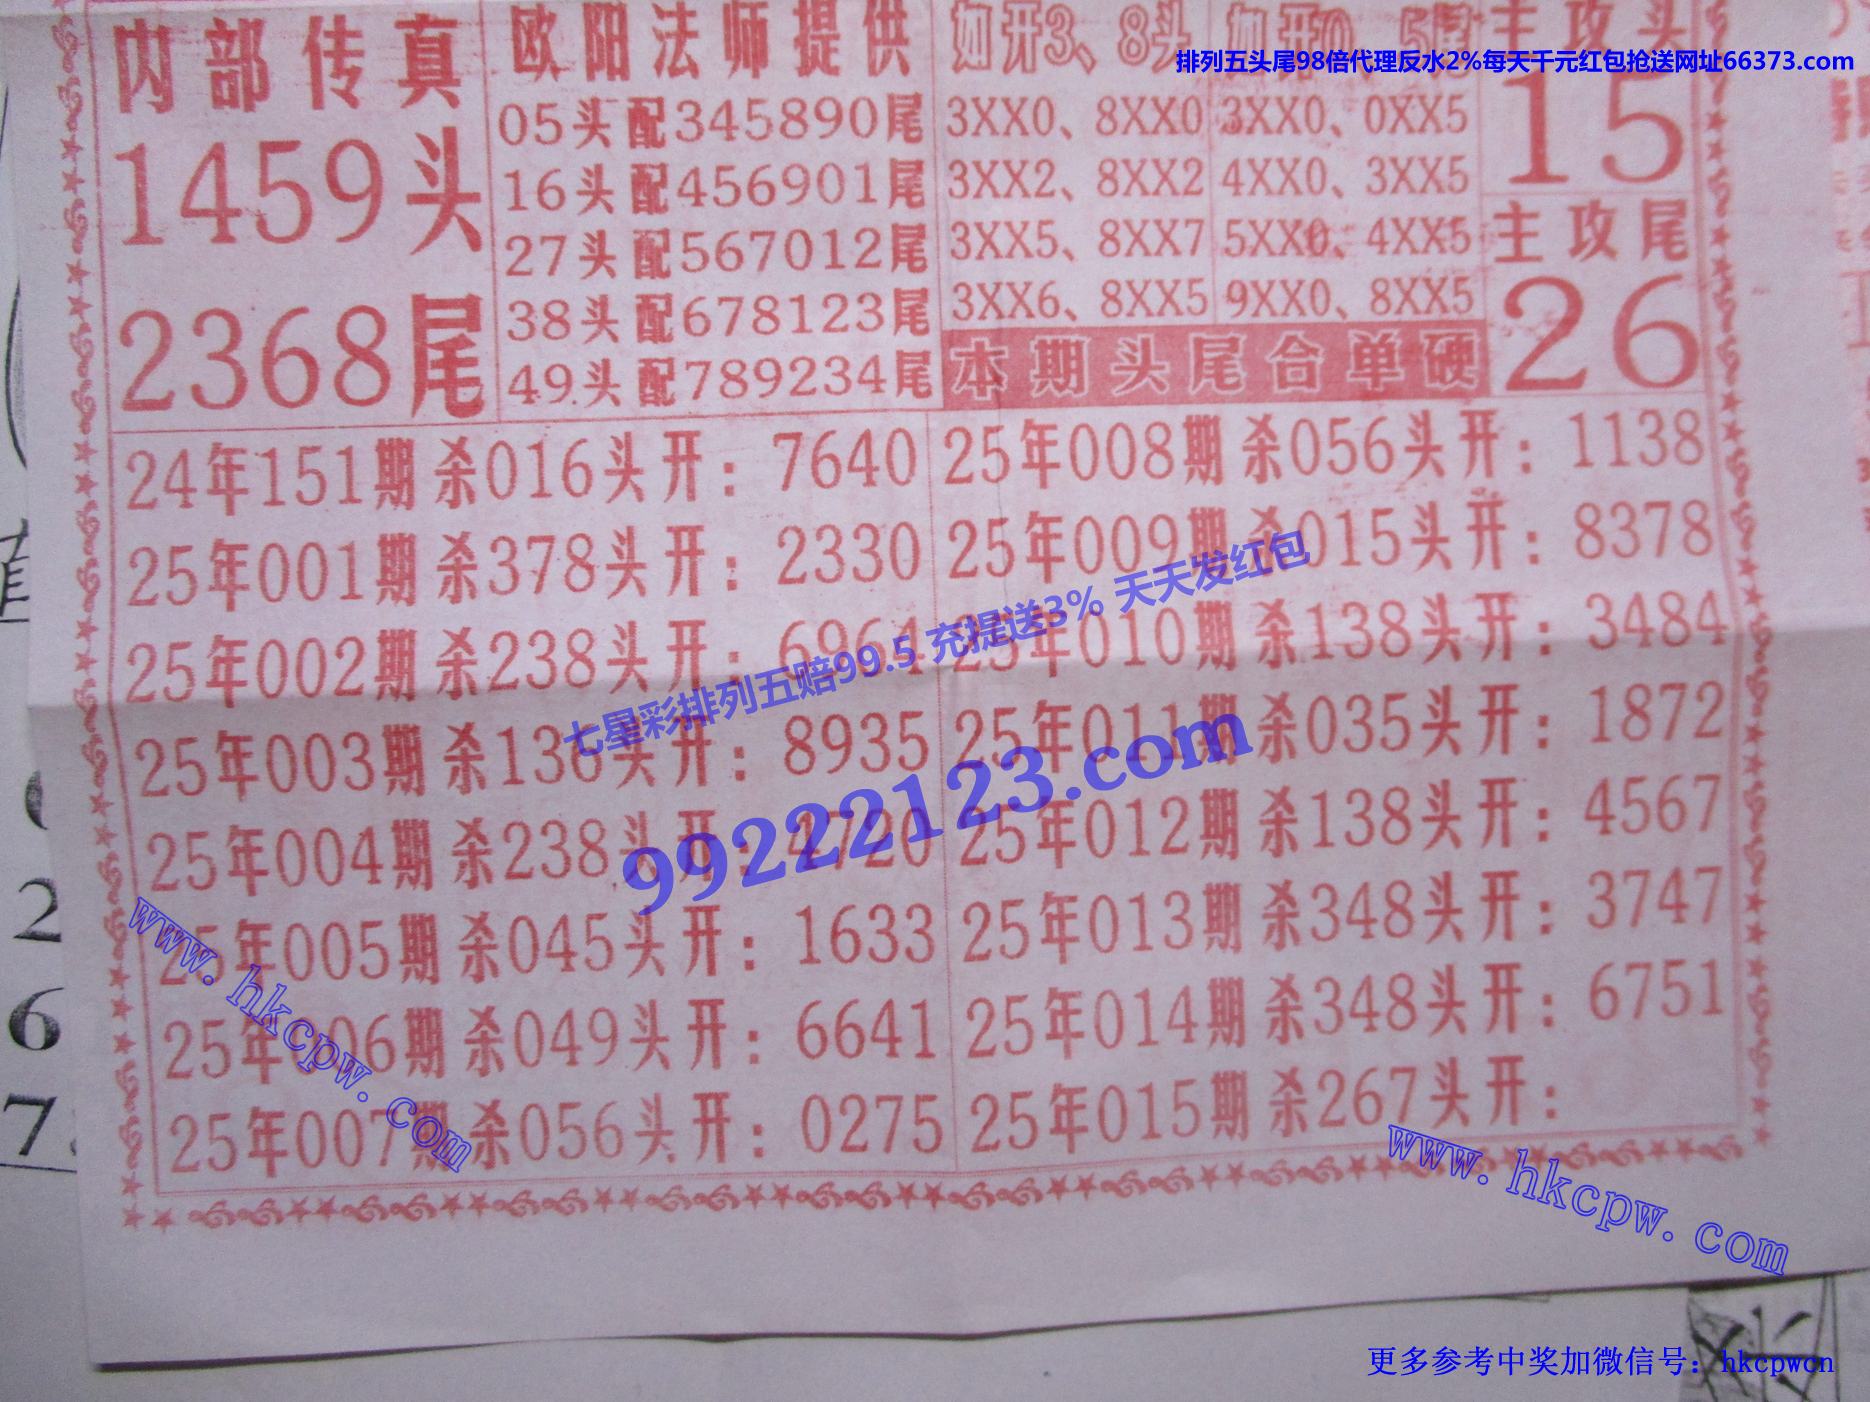 内部传真
1459头
2368尾
欧阳法师提供
05头配345890尾
16头配456901尾
27头配567012尾
38头配678123尾
49头配789234尾
如开3、8头
3XX0、8XX0
3XX2、8XX2
3XX5、8XX7
3XX6、8XX5
如开0、5尾
3XX0、0XX5
4XX0、3XX5
5XX0、4XX5
9XX0、8XX5
本期头尾合单硬
主攻头
15
主攻尾
26
排列五头尾98倍代理反水2%每天千元红包抢送网址66373.com
24年151期杀016头开：7640
25年001期杀378头开：2330
25年002期杀238头开：6964
25年003期杀136头开：8935
25年004期杀238头开：4720
25年005期杀045头开：1633
25年006期杀049头开：6641
25年007期杀056头开：0275
25年008期杀056头开：1138
25年009期杀015头开：8378
25年010期杀138头开：3484
25年011期杀035头开：1872
25年012期杀138头开：4567
25年013期杀348头开：3747
25年014期杀348头开：6751
25年015期杀267头开：
七星彩排列五赔99.5 充提送3% 天天发红包
99222123.com
www.hkcpw.com
www.hkcpw.com
2
6
7
更多参考中奖加微信号：hkcpwcn